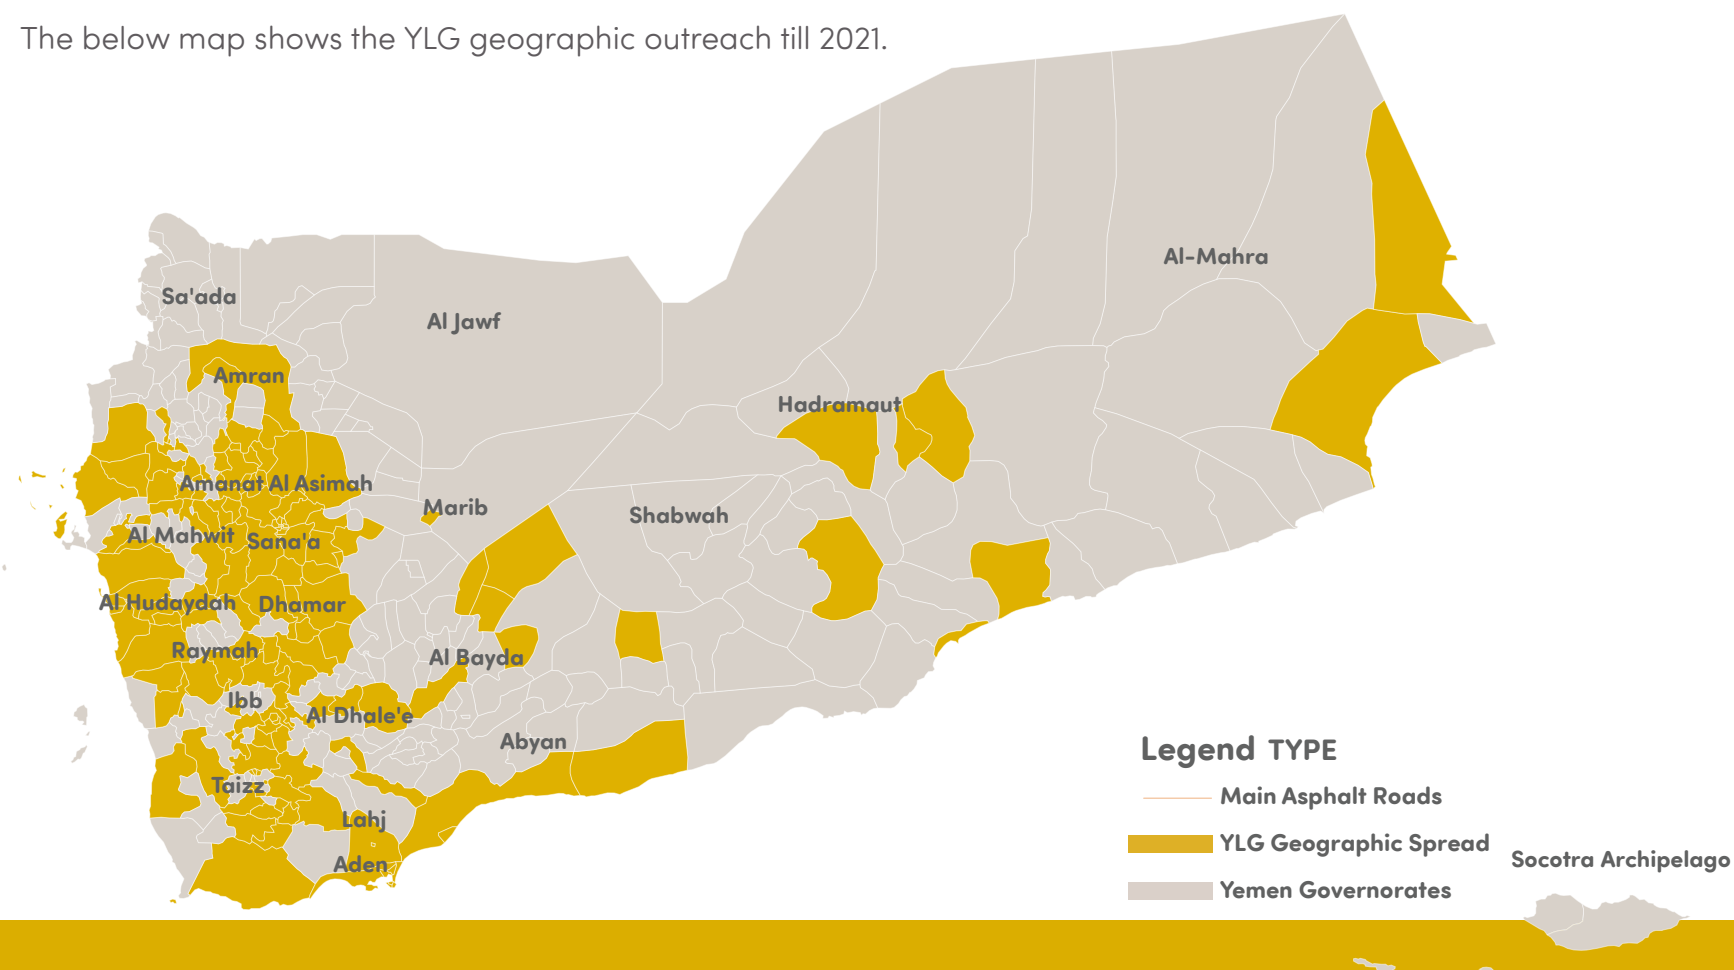 The below map shows the YLG geographic outreach till 2021.
Al-Mahra
Sa'ada
Al Jawf
Amran
Hadramaut
Amanat Al Asimah
Marib
Shabwah
Al Mahwit
Sana'a
Al Hudaydah
Dhamar
Raymah
Al Bayda
Ibb
Al Dhale'e
Abyan
Taizz
Lahj
Aden
Legend TYPE
Main Asphalt Roads
YLG Geographic Spread
Yemen Governorates
Socotra Archipelago